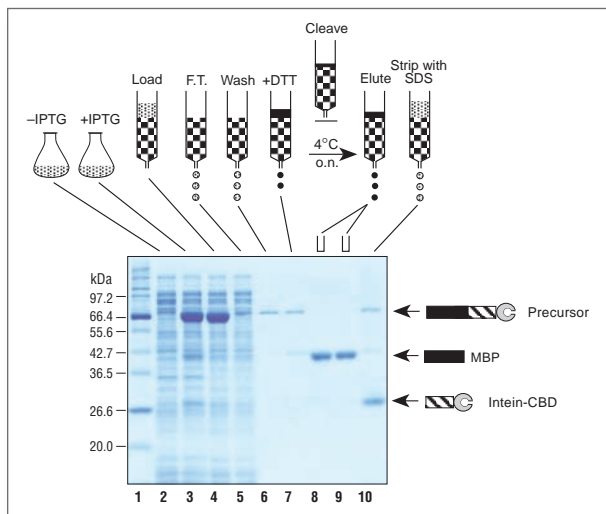 Cleave
Load F.T. Wash +DTT Elute Strip with SDS
–IPTG +IPTG
4°C
o.n.
kDa
97.2
66.4
55.6
42.7
36.5
26.6
20.0
Precursor
MBP
Intein-CBD
1 2 3 4 5 6 7 8 9 10